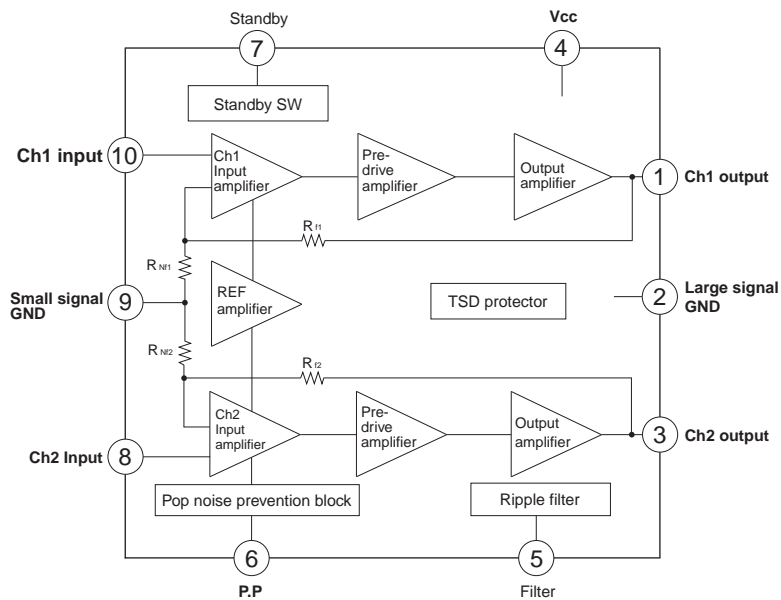 Standby
Vcc
7
4
Standby SW
Ch1 input
10
Ch1
Input
amplifier
Pre-
drive
amplifier
Output
amplifier
1
Ch1 output
R f1
R Nf1
Small signal
GND
9
REF
amplifier
TSD protector
2
Large signal
GND
R Nf2
R f2
Ch2
Input
amplifier
Pre-
drive
amplifier
Output
amplifier
3
Ch2 output
Ch2 Input
8
Pop noise prevention block
Ripple filter
6
5
P.P
Filter